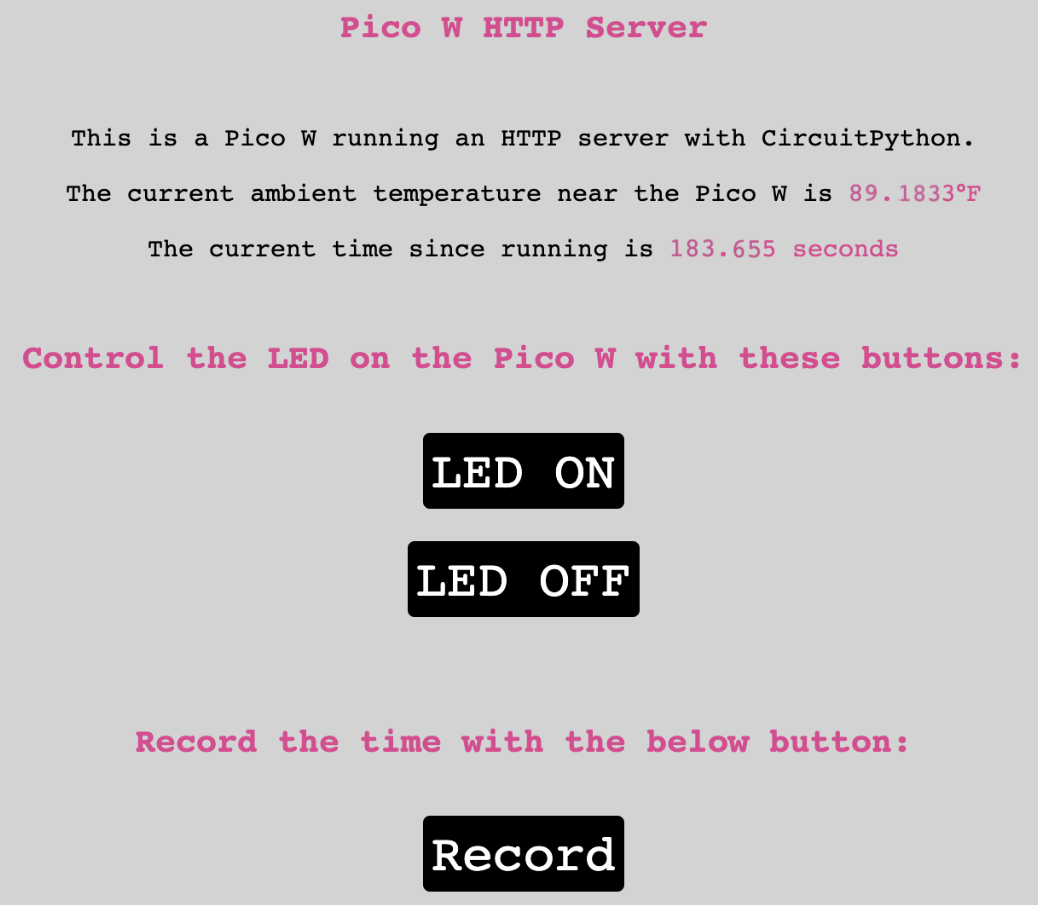 Pico W HTTP Server
This is a Pico W running an HTTP server with CircuitPython.
The current ambient temperature near the Pico W is 89.1833°F
The current time since running is 183.655 seconds
Control the LED on the Pico W with these buttons:
LED ON
LED OFF
Record the time with the below button:
Record